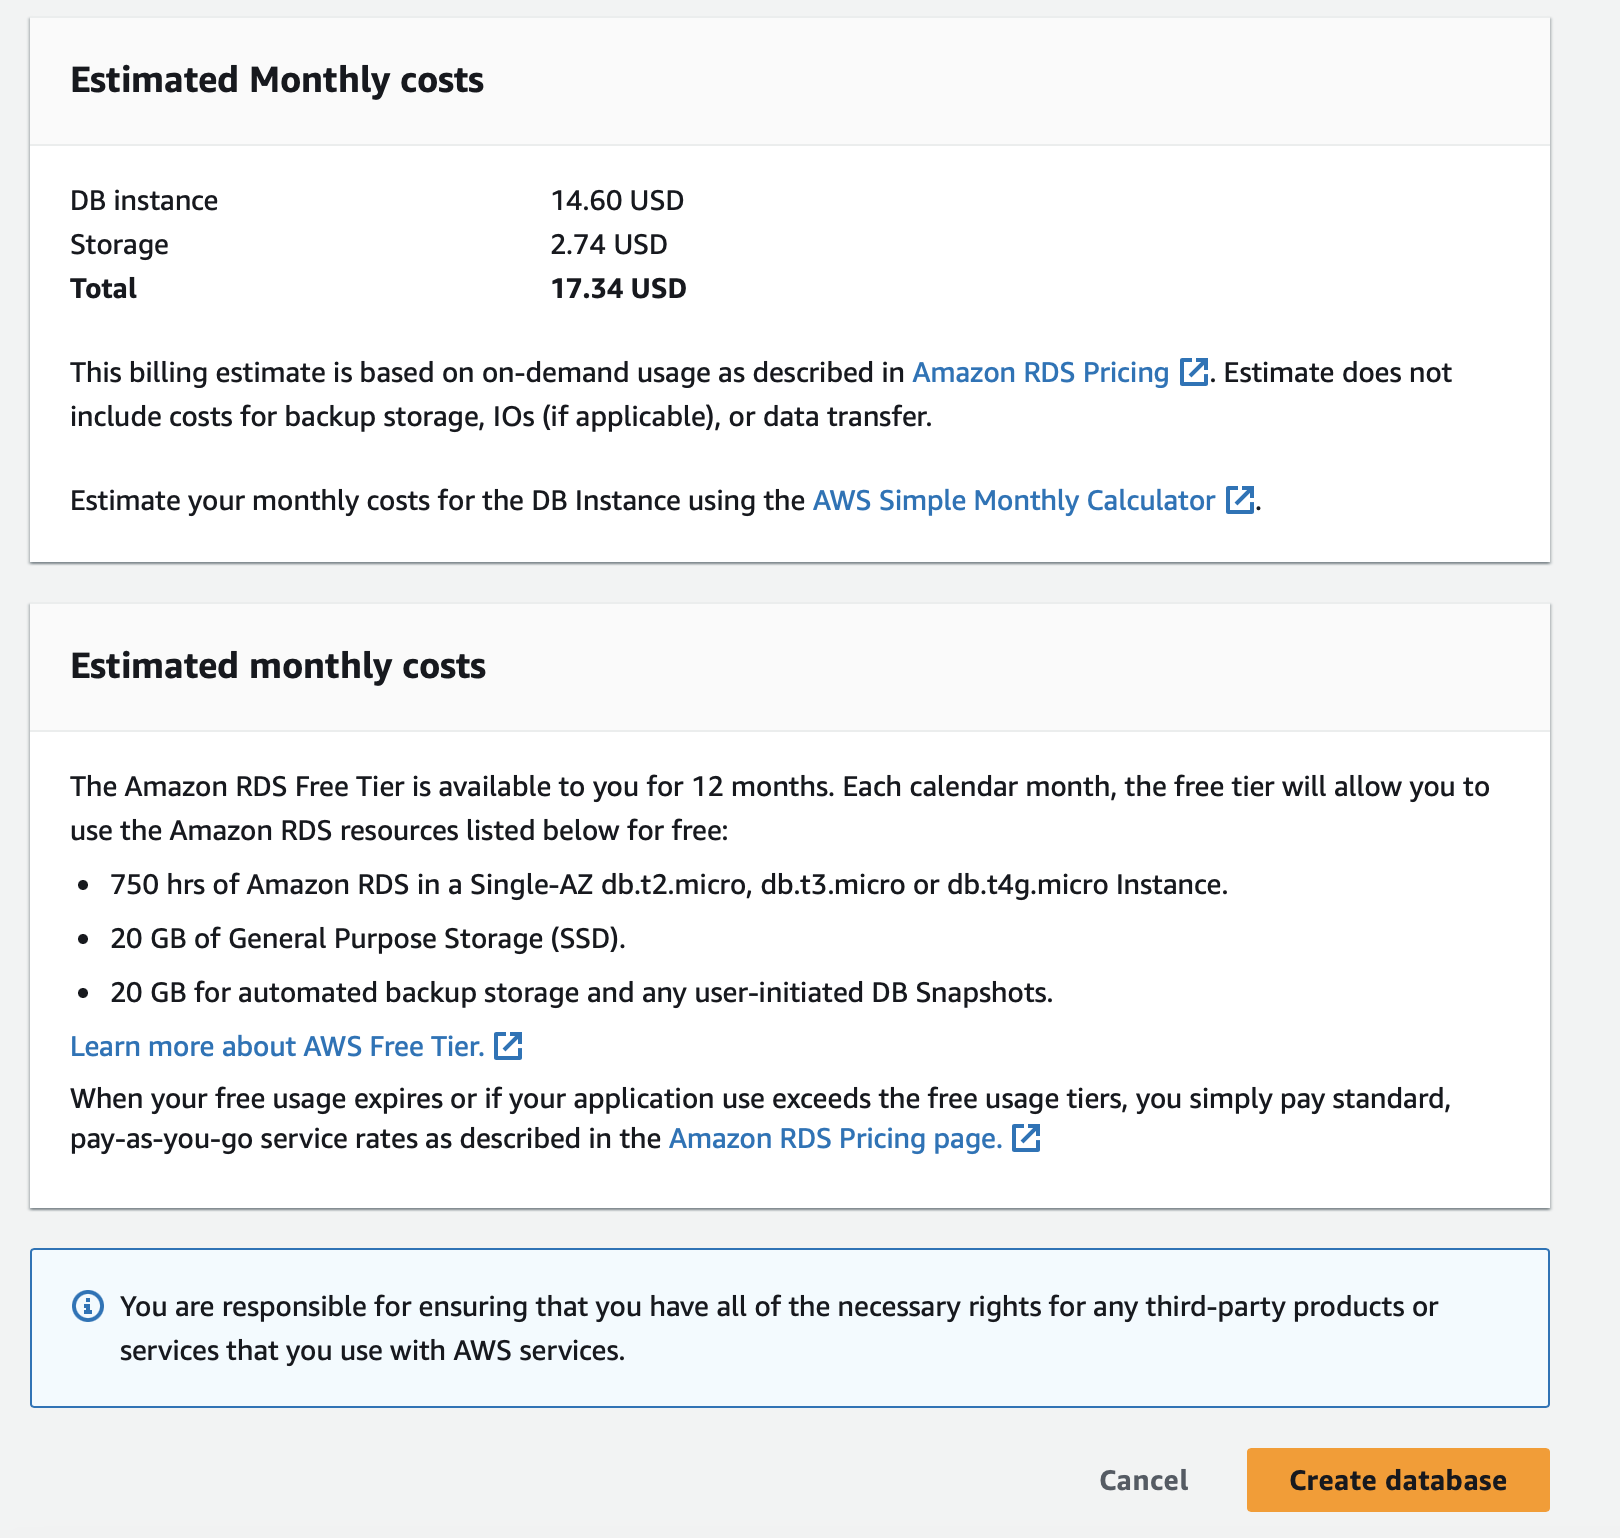 Estimated Monthly costs
DB instance 14.60 USD
Storage 2.74 USD
Total 17.34 USD
This billing estimate is based on on-demand usage as described in Amazon RDS Pricing. Estimate does not
include costs for backup storage, IOs (if applicable), or data transfer.
Estimate your monthly costs for the DB Instance using the AWS Simple Monthly Calculator.
Estimated monthly costs
The Amazon RDS Free Tier is available to you for 12 months. Each calendar month, the free tier will allow you to
use the Amazon RDS resources listed below for free:
• 750 hrs of Amazon RDS in a Single-AZ db.t2.micro, db.t3.micro or db.t4g.micro Instance.
• 20 GB of General Purpose Storage (SSD).
• 20 GB for automated backup storage and any user-initiated DB Snapshots.
Learn more about AWS Free Tier.
When your free usage expires or if your application use exceeds the free usage tiers, you simply pay standard,
pay-as-you-go service rates as described in the Amazon RDS Pricing page.
You are responsible for ensuring that you have all of the necessary rights for any third-party products or
services that you use with AWS services.
Cancel Create database